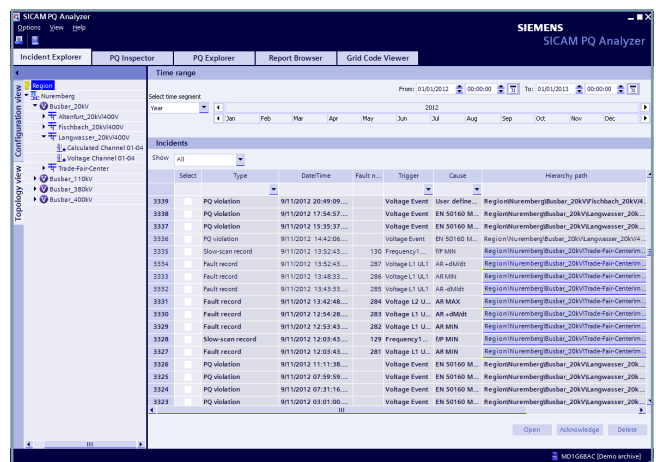 SICAM PQ Analyzer
Options View Help
SIEMENS
SICAM PQ Analyzer
Incident Explorer PQ Inspector PQ Explorer Report Browser Grid Code Viewer
Configuration view
Topology view
Region
Nuremberg
Busbar_20kV
Altenfurt_20kV/400V
Fischbach_20kV/400V
Langwasser_20kV/400V
Calculated Channel 01-04
Voltage Channel 01-04
Trade-Fair-Center
Busbar_110kV
Busbar_380kV
Busbar_400kV
Time range
From: 01/01/2012 00:00:00 To: 01/01/2013 00:00:00
Select time segment
Year 2012
Jan Feb Mar Apr May Jun Jul Aug Sep Oct Nov Dec
Incidents
Show All
Select Type Date/Time Fault n... Trigger Cause Hierarchy path
3339 PQ violation 9/11/2012 20:49:09.... Voltage Event User define... Region\Nuremberg\Busbar_20kV\Fischbach_20kV/4...
3338 PQ violation 9/11/2012 17:54:57.... Voltage Event EN 50160 M... Region\Nuremberg\Busbar_20kV\Langwasser_20k...
3337 PQ violation 9/11/2012 15:35:37.... Voltage Event EN 50160 M... Region\Nuremberg\Busbar_20kV\Langwasser_20k...
3336 PQ violation 9/11/2012 14:42:06.... Voltage Event EN 50160 M... Region\Nuremberg\Busbar_20kV\Langwasser_20kV/4...
3335 Slow-scan record 9/11/2012 13:52:43.... 130 Frequency1... f/P MIN Region\Nuremberg\Busbar_20kV\Trade-Fair-Center\m...
3334 Fault record 9/11/2012 13:52:43.... 287 Voltage L1 UL1 AR +dM/dt Region\Nuremberg\Busbar_20kV\Trade-Fair-Center\m...
3333 Fault record 9/11/2012 13:48:33.... 286 Voltage L1 UL1 AR MIN Region\Nuremberg\Busbar_20kV\Trade-Fair-Center\m...
3332 Fault record 9/11/2012 13:43:33.... 285 Voltage L1 UL1 AR -dM/dt Region\Nuremberg\Busbar_20kV\Trade-Fair-Center\m...
3331 Fault record 9/11/2012 13:42:48.... 284 Voltage L2 U... AR MAX Region\Nuremberg\Busbar_20kV\Trade-Fair-Center\m...
3330 Fault record 9/11/2012 12:54:28.... 283 Voltage L1 U... AR +dM/dt Region\Nuremberg\Busbar_20kV\Trade-Fair-Center\m...
3329 Fault record 9/11/2012 12:53:43.... 282 Voltage L1 U... AR MIN Region\Nuremberg\Busbar_20kV\Trade-Fair-Center\m...
3328 Slow-scan record 9/11/2012 12:03:43.... 129 Frequency1... f/P MIN Region\Nuremberg\Busbar_20kV\Trade-Fair-Center\m...
3327 Fault record 9/11/2012 12:03:43.... 281 Voltage L1 U... AR MIN Region\Nuremberg\Busbar_20kV\Trade-Fair-Center\m...
3326 PQ violation 9/11/2012 11:11:38.... Voltage Event EN 50160 M... Region\Nuremberg\Busbar_20kV\Langwasser_20k...
3325 PQ violation 9/11/2012 07:59:59.... Voltage Event EN 50160 M... Region\Nuremberg\Busbar_20kV\Langwasser_20k...
3324 PQ violation 9/11/2012 07:31:16.... Voltage Event EN 50160 M... Region\Nuremberg\Busbar_20kV\Langwasser_20k...
3323 PQ violation 9/11/2012 03:01:00.... Voltage Event EN 50160 M... Region\Nuremberg\Busbar_20kV\Langwasser_20k...
Open Acknowledge Delete
MD1G6BAC [Demo archive]